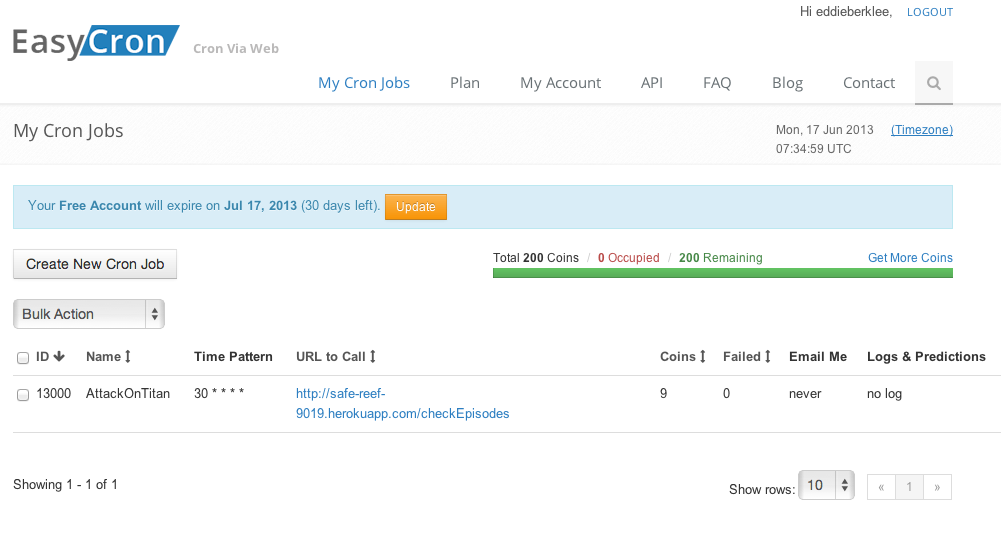 Hi eddieberklee, LOGOUT
EasyCron Cron Via Web
My Cron Jobs Plan My Account API FAQ Blog Contact
My Cron Jobs
Mon, 17 Jun 2013 (Timezone)
07:34:59 UTC
Your Free Account will expire on Jul 17, 2013 (30 days left). Update
Create New Cron Job
Total 200 Coins / 0 Occupied / 200 Remaining Get More Coins
Bulk Action
ID Name Time Pattern URL to Call Coins Failed Email Me Logs & Predictions
13000 AttackOnTitan 30 * * * * http://safe-reef- 9 0 never no log
9019.herokuapp.com/checkEpisodes
Showing 1 - 1 of 1
Show rows: 10 « 1 »